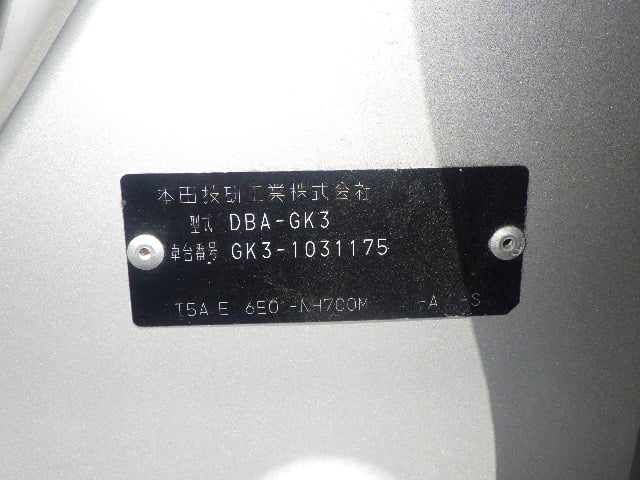 本田技研工業株式会社
型式 DBA-GK3
車台番号 GK3-1031175
T5A E 6E0 -NH700M -A -S